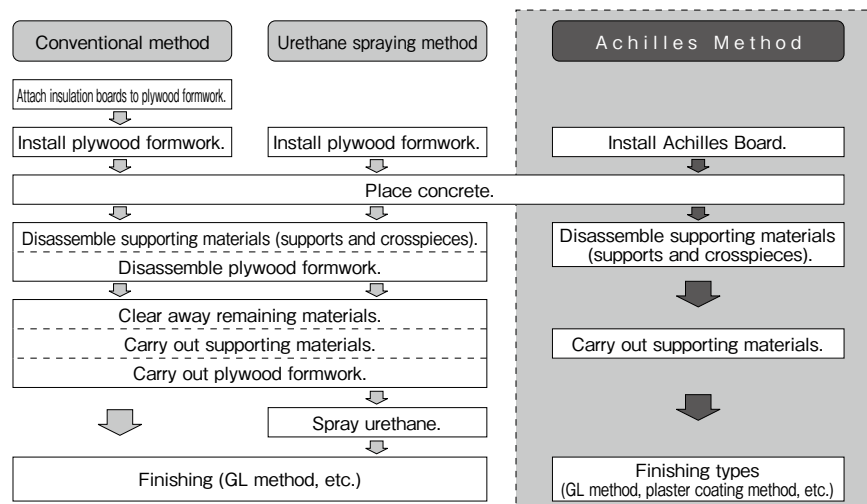 Conventional method
Urethane spraying method
Achilles Method
Attach insulation boards to plywood formwork.
Install plywood formwork.
Install plywood formwork.
Install Achilles Board.
Place concrete.
Disassemble supporting materials (supports and crosspieces).
Disassemble plywood formwork.
Disassemble supporting materials
(supports and crosspieces).
Clear away remaining materials.
Carry out supporting materials.
Carry out plywood formwork.
Carry out supporting materials.
Spray urethane.
Finishing (GL method, etc.)
Finishing types
(GL method, plaster coating method, etc.)